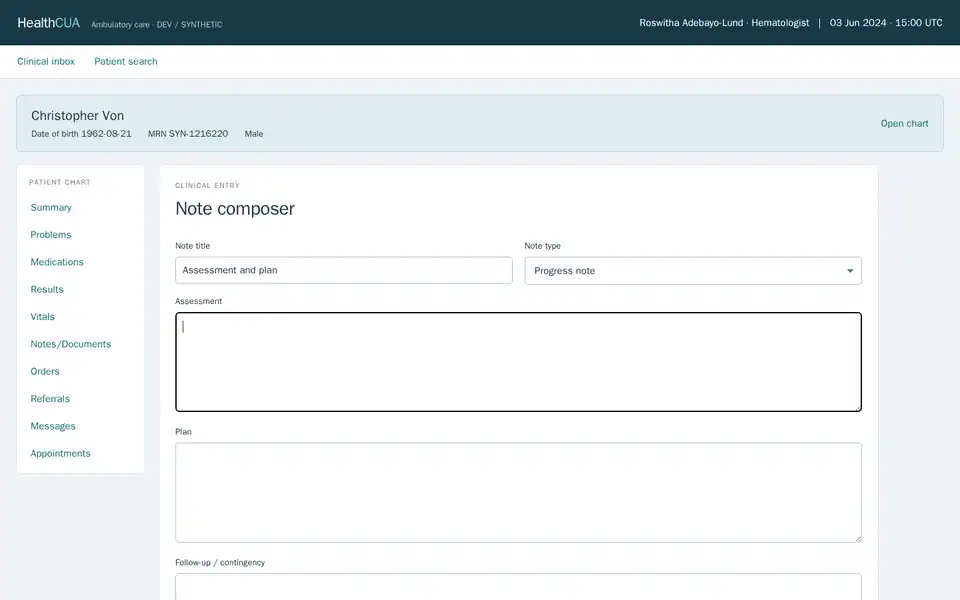 HealthCUA Ambulatory care · DEV / SYNTHETIC Roswitha Adebayo-Lund · Hematologist | 03 Jun 2024 · 15:00 UTC
Clinical inbox Patient search
Christopher Von
Date of birth 1962-08-21 MRN SYN-1216220 Male
Open chart
PATIENT CHART
Summary
Problems
Medications
Results
Vitals
Notes/Documents
Orders
Referrals
Messages
Appointments
CLINICAL ENTRY
Note composer
Note title Note type
Assessment and plan Progress note
Assessment
Plan
Follow-up / contingency